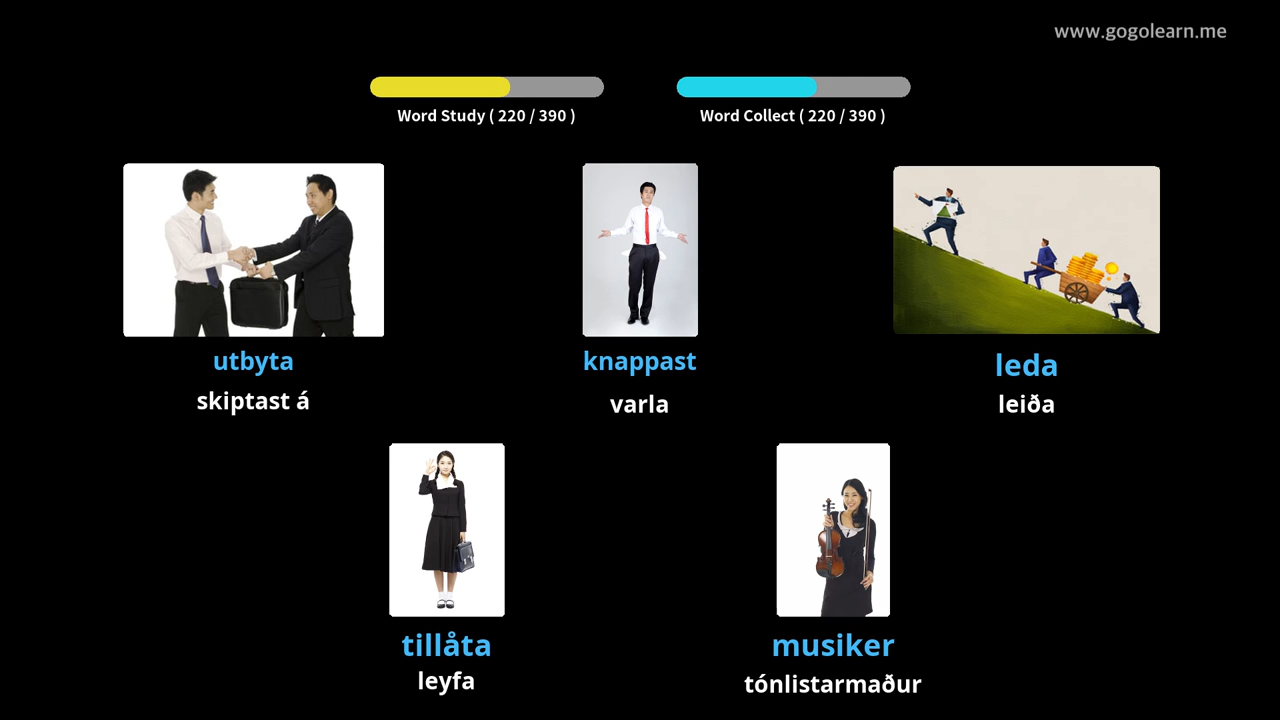 www.gogolearn.me
Word Study ( 220 / 390 )
Word Collect ( 220 / 390 )
utbyta
skiptast á
knappast
varla
leda
leiða
tillåta
leyfa
musiker
tónlistarmaður